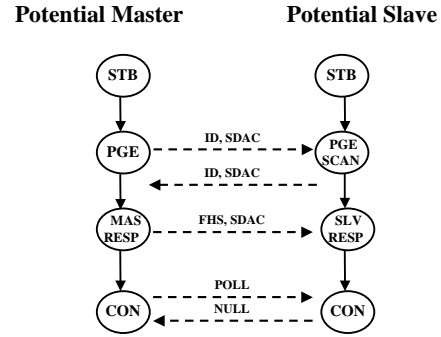 Potential Master Potential Slave
STB STB
ID, SDAC
PGE PGE
SCAN
ID, SDAC
MAS FHS, SDAC SLV
RESP RESP
POLL
CON CON
NULL